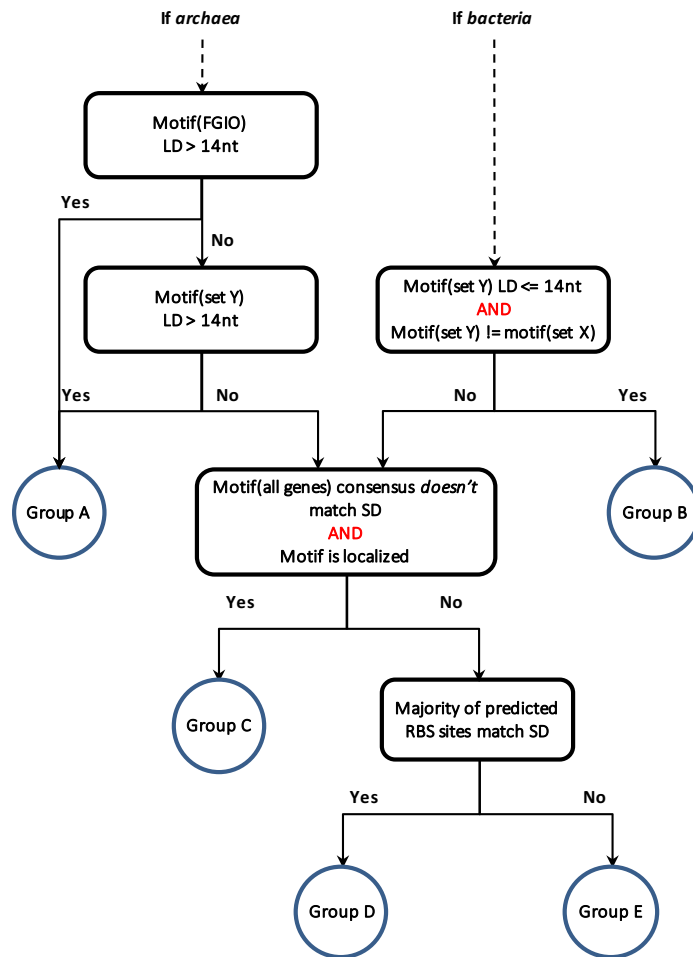 If archaea
If bacteria
Motif(FGIO)
LD > 14nt
Yes
No
Motif(set Y)
LD > 14nt
Motif(set Y) LD <= 14nt
AND
Motif(set Y) != motif(set X)
Yes
No
No
Yes
Group A
Motif(all genes) consensus doesn't
match SD
AND
Motif is localized
Group B
Yes
No
Group C
Majority of predicted
RBS sites match SD
Yes
No
Group D
Group E